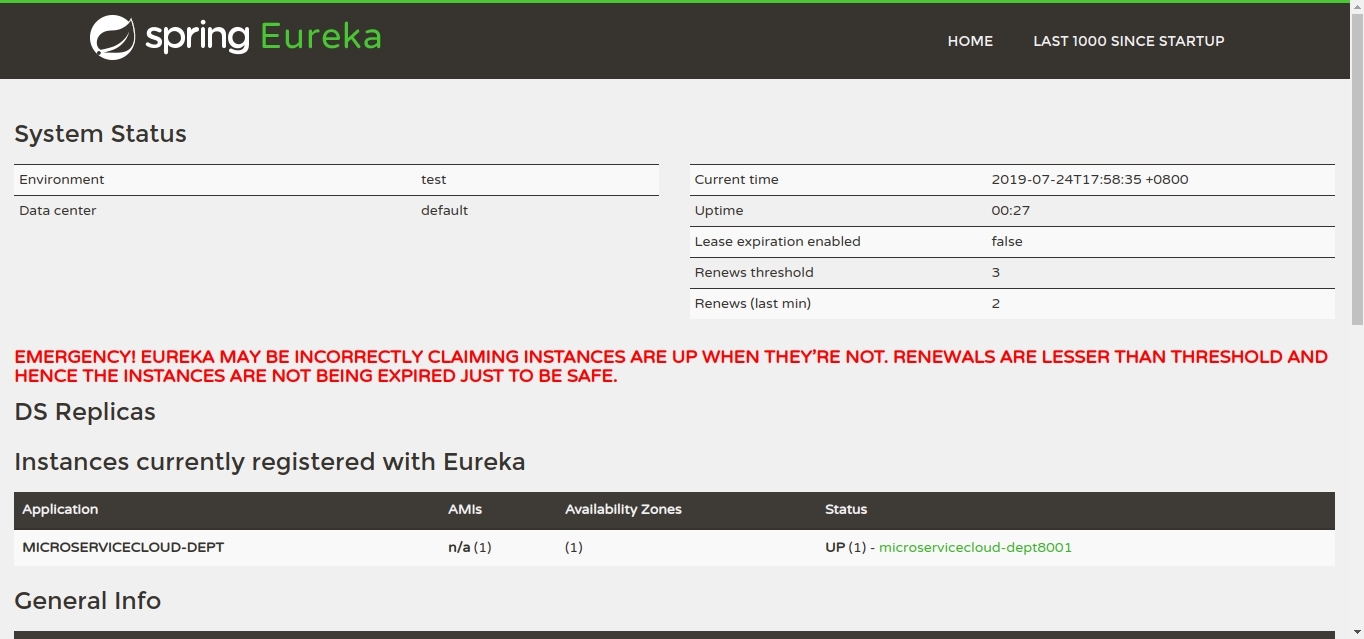 spring Eureka
HOME LAST 1000 SINCE STARTUP
System Status
Environment test
Data center default
Current time 2019-07-24T17:58:35 +0800
Uptime 00:27
Lease expiration enabled false
Renews threshold 3
Renews (last min) 2
EMERGENCY! EUREKA MAY BE INCORRECTLY CLAIMING INSTANCES ARE UP WHEN THEY'RE NOT. RENEWALS ARE LESSER THAN THRESHOLD AND
HENCE THE INSTANCES ARE NOT BEING EXPIRED JUST TO BE SAFE.
DS Replicas
Instances currently registered with Eureka
Application AMIs Availability Zones Status
MICROSERVICECLOUD-DEPT n/a (1) (1) UP (1) - microservicecloud-dept8001
General Info